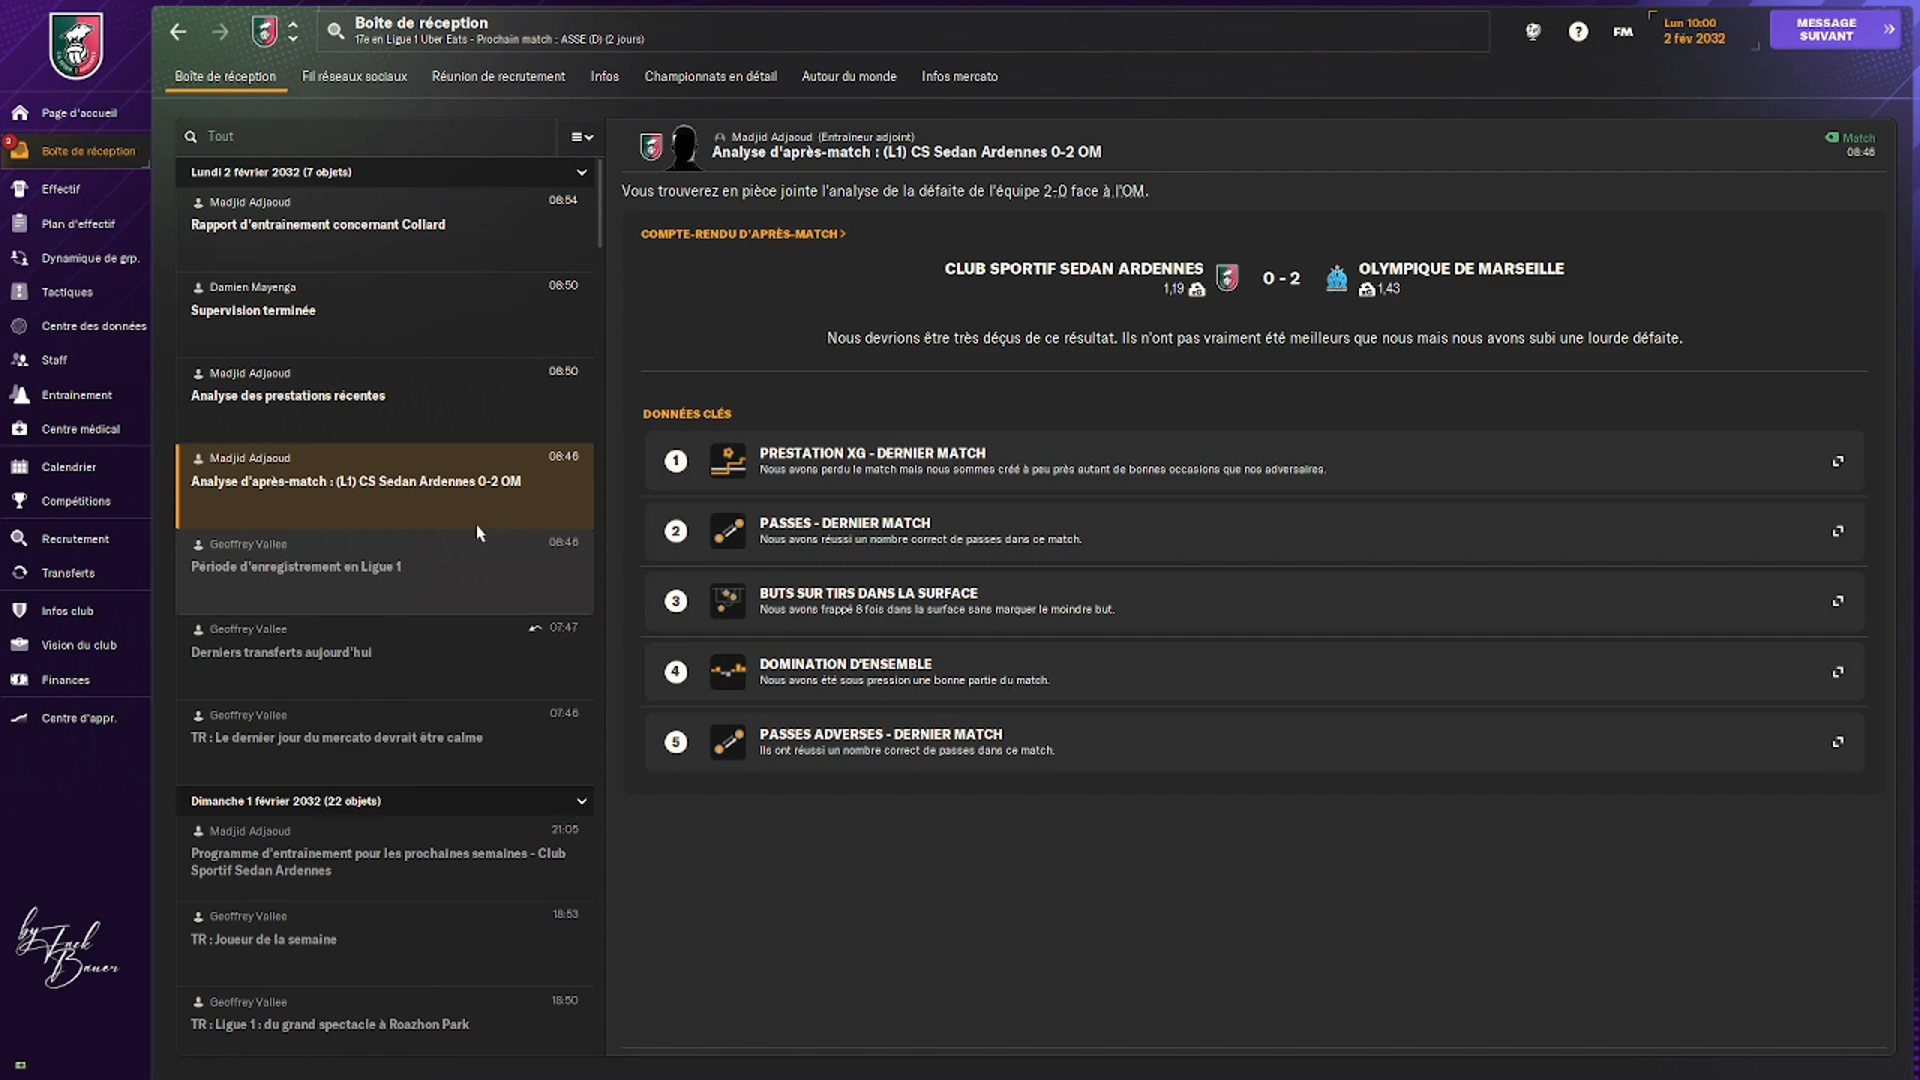 Boîte de réception
17e en Ligue 1 Uber Eats - Prochain match : ASSE (D) (2 jours)
FM
Lun 10:00
2 fév 2032
MESSAGE
SUIVANT
Boîte de réception
Fil réseaux sociaux
Réunion de recrutement
Infos
Championnats en détail
Autour du monde
Infos mercato
Page d'accueil
Boîte de réception
Effectif
Plan d'effectif
Dynamique de grp.
Tactiques
Centre des données
Staff
Entraînement
Centre médical
Calendrier
Compétitions
Recrutement
Transferts
Infos club
Vision du club
Finances
Centre d'appr.
Tout
Lundi 2 février 2032 (7 objets)
Madjid Adjaoud 08:54
Rapport d'entrainement concernant Collard
Damien Mayenga 08:50
Supervision terminée
Madjid Adjaoud 08:50
Analyse des prestations récentes
Madjid Adjaoud 08:46
Analyse d'après-match : (L1) CS Sedan Ardennes 0-2 OM
Geoffrey Vallee 08:46
Période d'enregistrement en Ligue 1
Geoffrey Vallee 07:47
Derniers transferts aujourd'hui
Geoffrey Vallee 07:46
TR : Le dernier jour du mercato devrait être calme
Dimanche 1 février 2032 (22 objets)
Madjid Adjaoud 21:05
Programme d'entrainement pour les prochaines semaines - Club
Sportif Sedan Ardennes
Geoffrey Vallee 18:53
TR : Joueur de la semaine
Geoffrey Vallee 18:50
TR : Ligue 1 : du grand spectacle à Roazhon Park
Madjid Adjaoud (Entraîneur adjoint)
Analyse d'après-match : (L1) CS Sedan Ardennes 0-2 OM
Match
08:46
Vous trouverez en pièce jointe l'analyse de la défaite de l'équipe 2-0 face à l'OM.
COMPTE-RENDU D'APRÈS-MATCH >
CLUB SPORTIF SEDAN ARDENNES
1,19
0 - 2
OLYMPIQUE DE MARSEILLE
1,43
Nous devrions être très déçus de ce résultat. Ils n'ont pas vraiment été meilleurs que nous mais nous avons subi une lourde défaite.
DONNÉES CLÉS
1
PRESTATION XG - DERNIER MATCH
Nous avons perdu le match mais nous sommes créé à peu près autant de bonnes occasions que nos adversaires.
2
PASSES - DERNIER MATCH
Nous avons réussi un nombre correct de passes dans ce match.
3
BUTS SUR TIRS DANS LA SURFACE
Nous avons frappé 8 fois dans la surface sans marquer le moindre but.
4
DOMINATION D'ENSEMBLE
Nous avons été sous pression une bonne partie du match.
5
PASSES ADVERSES - DERNIER MATCH
Ils ont réussi un nombre correct de passes dans ce match.
by
Bauer